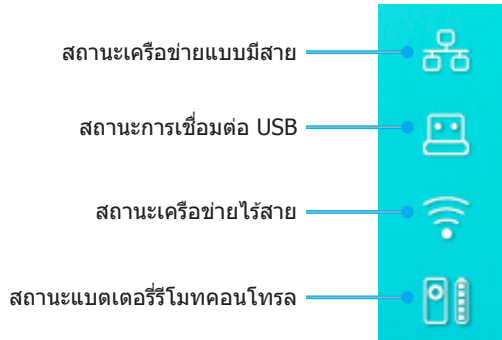 สถานะเครือข่ายแบบมีสาย
สถานะการเชื่อมต่อ USB
สถานะเครือข่ายไร้สาย
สถานะแบตเตอรี่รีโมทคอนโทรล